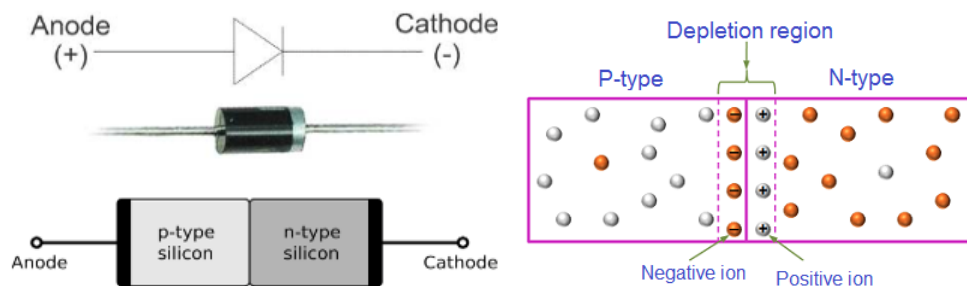 Anode
(+)
Cathode
(-)
p-type
silicon
n-type
silicon
Anode
Cathode
Depletion region
P-type
N-type
− +
− +
− +
− +
Negative ion
Positive ion